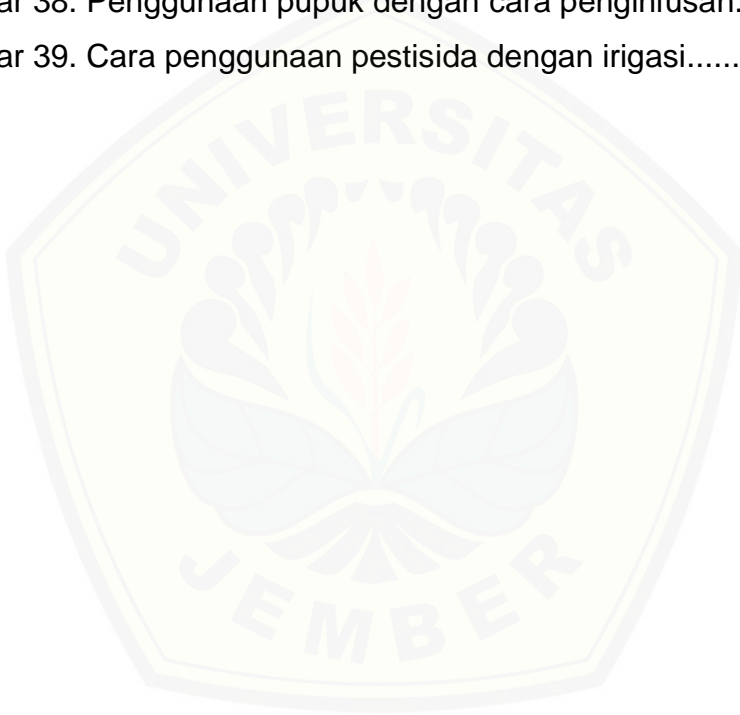 ar 38. Penggunaan pupuk dengan cara penginfusan.
ar 39. Cara penggunaan pestisida dengan irigasi......
UNIVERSITAS
JEMBER